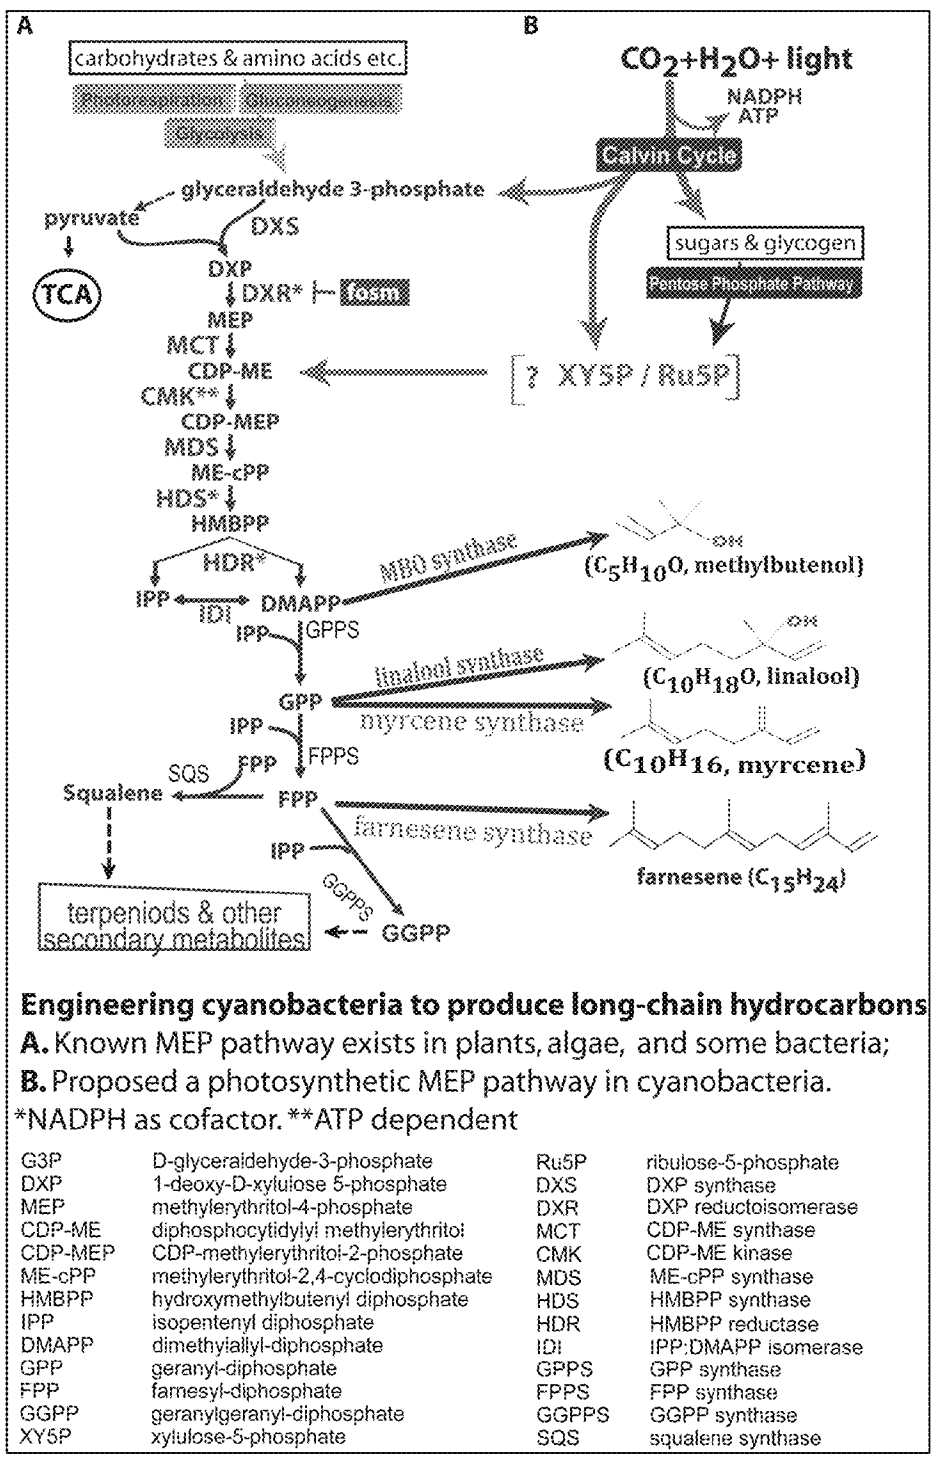 A
carbohydrates & amino acids etc.
Photorespiration Gluconeogenesis
Glycolysis
glyceraldehyde 3-phosphate
pyruvate
DXS
TCA
DXP
DXR* fosm
MEP
MCT
CDP-ME
CMK**
CDP-MEP
MDS
ME-cPP
HDS*
HMBPP
HDR*
IPP
IDI
DMAPP
IPP GPPS
GPP
IPP FPPS
SQS FPP
Squalene
FPP
IPP
GGPPS
terpeniods & other
secondary metabolites
GGPP
B
CO2+H2O+ light
NADPH
ATP
Calvin Cycle
sugars & glycogen
Pentose Phosphate Pathway
[? XY5P / Ru5P]
MBO synthase
OH
(C5H10O, methylbutenol)
linalool synthase
OH
(C10H18O, linalool)
myrcene synthase
(C10H16, myrcene)
farnesene synthase
farnesene (C15H24)
Engineering cyanobacteria to produce long-chain hydrocarbons
A. Known MEP pathway exists in plants, algae, and some bacteria;
B. Proposed a photosynthetic MEP pathway in cyanobacteria.
*NADPH as cofactor. **ATP dependent
G3P D-glyceraldehyde-3-phosphate
DXP 1-deoxy-D-xylulose 5-phosphate
MEP methylerythritol-4-phosphate
CDP-ME diphosphocytidylyl methylerythritol
CDP-MEP CDP-methylerythritol-2-phosphate
ME-cPP methylerythritol-2,4-cyclodiphosphate
HMBPP hydroxymethylbutenyl diphosphate
IPP isopentenyl diphosphate
DMAPP dimethylallyl-diphosphate
GPP geranyl-diphosphate
FPP farnesyl-diphosphate
GGPP geranylgeranyl-diphosphate
XY5P xylulose-5-phosphate
Ru5P ribulose-5-phosphate
DXS DXP synthase
DXR DXP reductoisomerase
MCT CDP-ME synthase
CMK CDP-ME kinase
MDS ME-cPP synthase
HDS HMBPP synthase
HDR HMBPP reductase
IDI IPP:DMAPP isomerase
GPPS GPP synthase
FPPS FPP synthase
GGPPS GGPP synthase
SQS squalene synthase